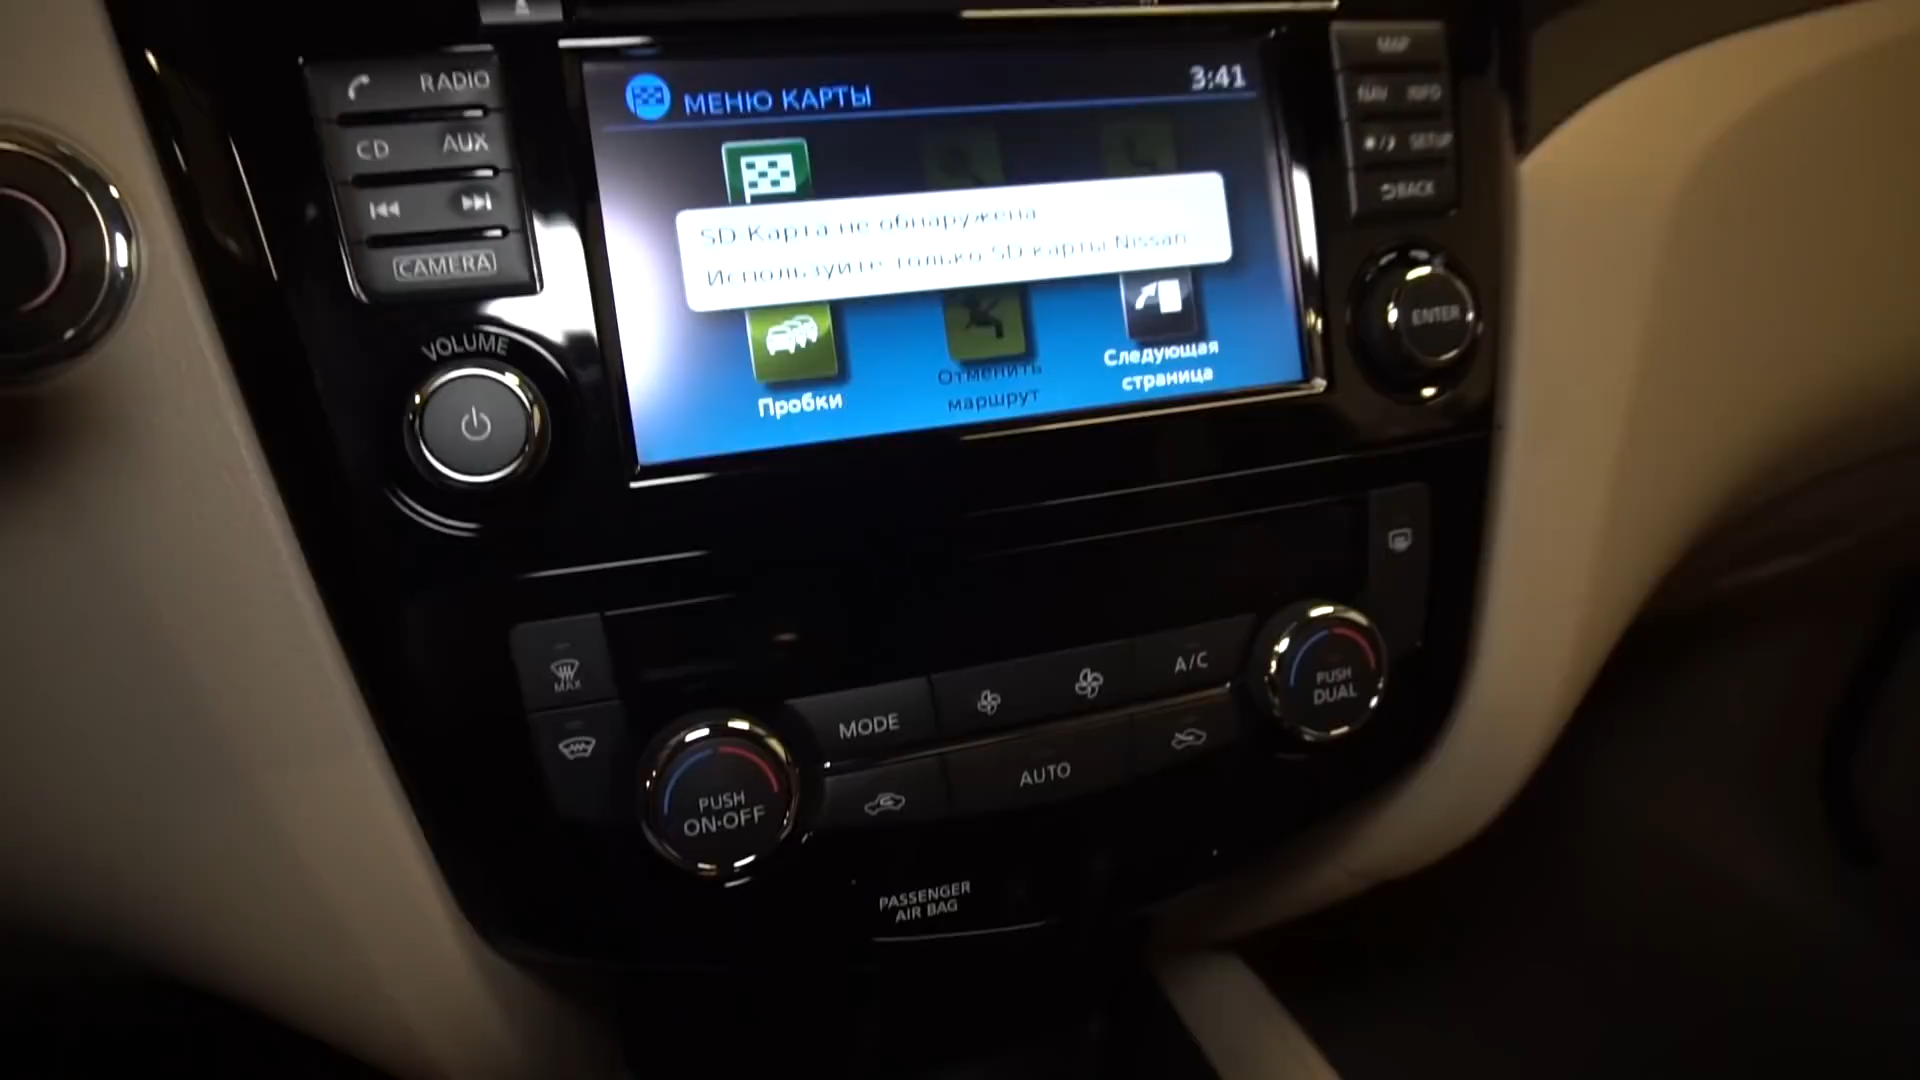 RADIO
CD
AUX
CAMERA
VOLUME
МЕНЮ КАРТЫ
3:41
SD Карта не обнаружена
Используйте только SD карты Nissan
Пробки
Отменить
маршрут
Следующая
страница
MAP
NAV
INFO
SETUP
BACK
ENTER
MAX
MODE
A/C
PUSH
DUAL
PUSH
ON·OFF
AUTO
PASSENGER
AIR BAG